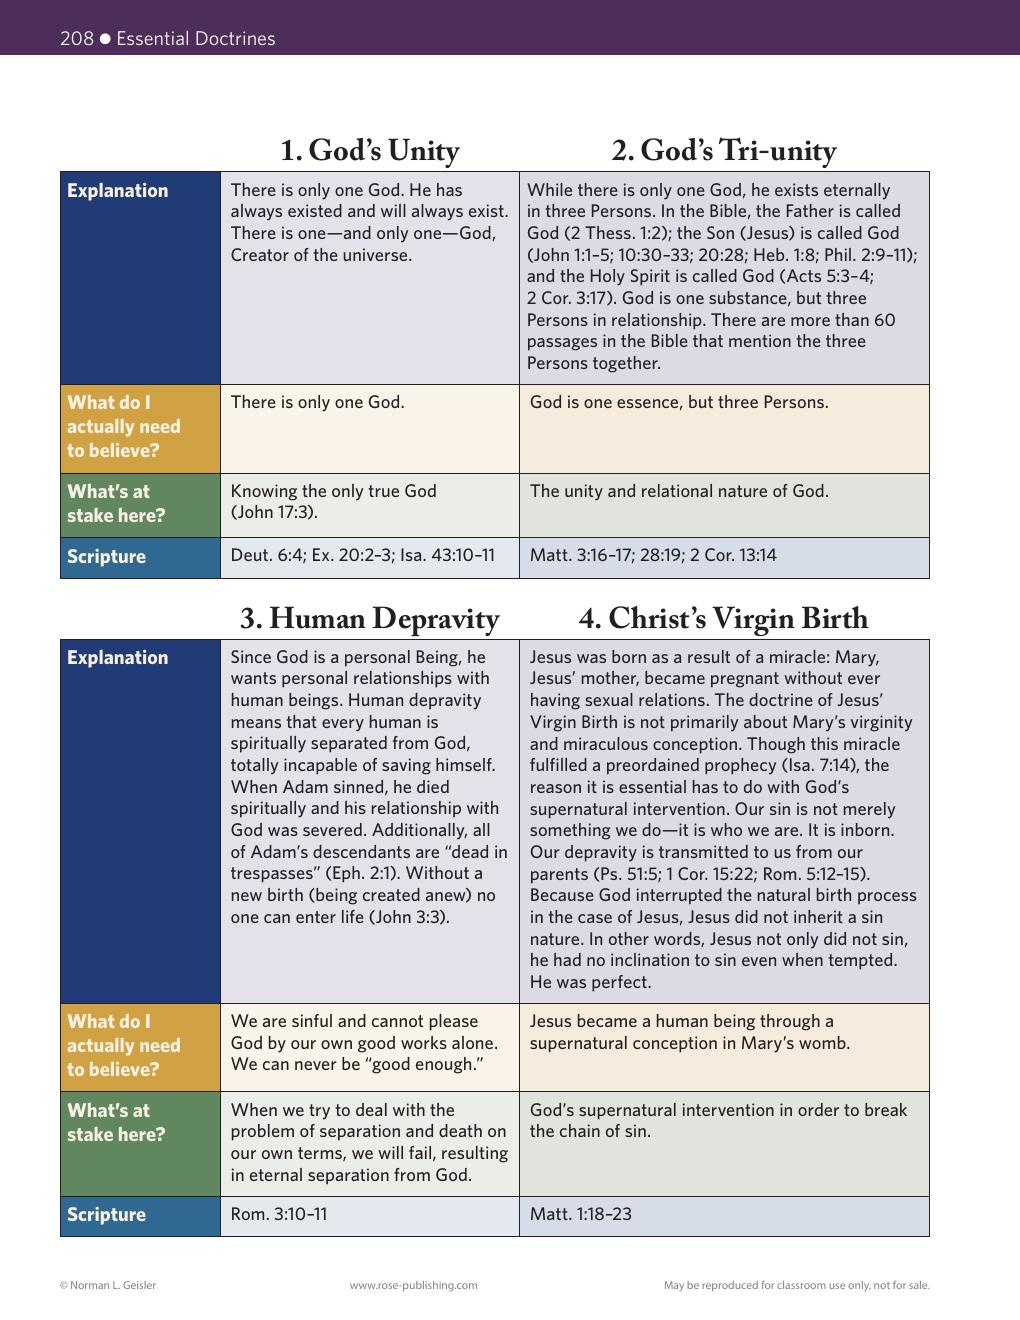 208 ● Essential Doctrines
1. God’s Unity
2. God’s Tri-unity
Explanation
There is only one God. He has
always existed and will always exist.
There is one—and only one—God,
Creator of the universe.
While there is only one God, he exists eternally
in three Persons. In the Bible, the Father is called
God (2 Thess. 1:2); the Son (Jesus) is called God
(John 1:1–5; 10:30–33; 20:28; Heb. 1:8; Phil. 2:9–11);
and the Holy Spirit is called God (Acts 5:3–4;
2 Cor. 3:17). God is one substance, but three
Persons in relationship. There are more than 60
passages in the Bible that mention the three
Persons together.
What do I
actually need
to believe?
There is only one God.
God is one essence, but three Persons.
What’s at
stake here?
Knowing the only true God
(John 17:3).
The unity and relational nature of God.
Scripture
Deut. 6:4; Ex. 20:2–3; Isa. 43:10–11
Matt. 3:16–17; 28:19; 2 Cor. 13:14
3. Human Depravity
4. Christ’s Virgin Birth
Explanation
Since God is a personal Being, he
wants personal relationships with
human beings. Human depravity
means that every human is
spiritually separated from God,
totally incapable of saving himself.
When Adam sinned, he died
spiritually and his relationship with
God was severed. Additionally, all
of Adam’s descendants are “dead in
trespasses” (Eph. 2:1). Without a
new birth (being created anew) no
one can enter life (John 3:3).
Jesus was born as a result of a miracle: Mary,
Jesus’ mother, became pregnant without ever
having sexual relations. The doctrine of Jesus’
Virgin Birth is not primarily about Mary’s virginity
and miraculous conception. Though this miracle
fulfilled a preordained prophecy (Isa. 7:14), the
reason it is essential has to do with God’s
supernatural intervention. Our sin is not merely
something we do—it is who we are. It is inborn.
Our depravity is transmitted to us from our
parents (Ps. 51:5; 1 Cor. 15:22; Rom. 5:12–15).
Because God interrupted the natural birth process
in the case of Jesus, Jesus did not inherit a sin
nature. In other words, Jesus not only did not sin,
he had no inclination to sin even when tempted.
He was perfect.
What do I
actually need
to believe?
We are sinful and cannot please
God by our own good works alone.
We can never be “good enough.”
Jesus became a human being through a
supernatural conception in Mary’s womb.
What’s at
stake here?
When we try to deal with the
problem of separation and death on
our own terms, we will fail, resulting
in eternal separation from God.
God’s supernatural intervention in order to break
the chain of sin.
Scripture
Rom. 3:10–11
Matt. 1:18–23
© Norman L. Geisler
www.rose-publishing.com
May be reproduced for classroom use only, not for sale.